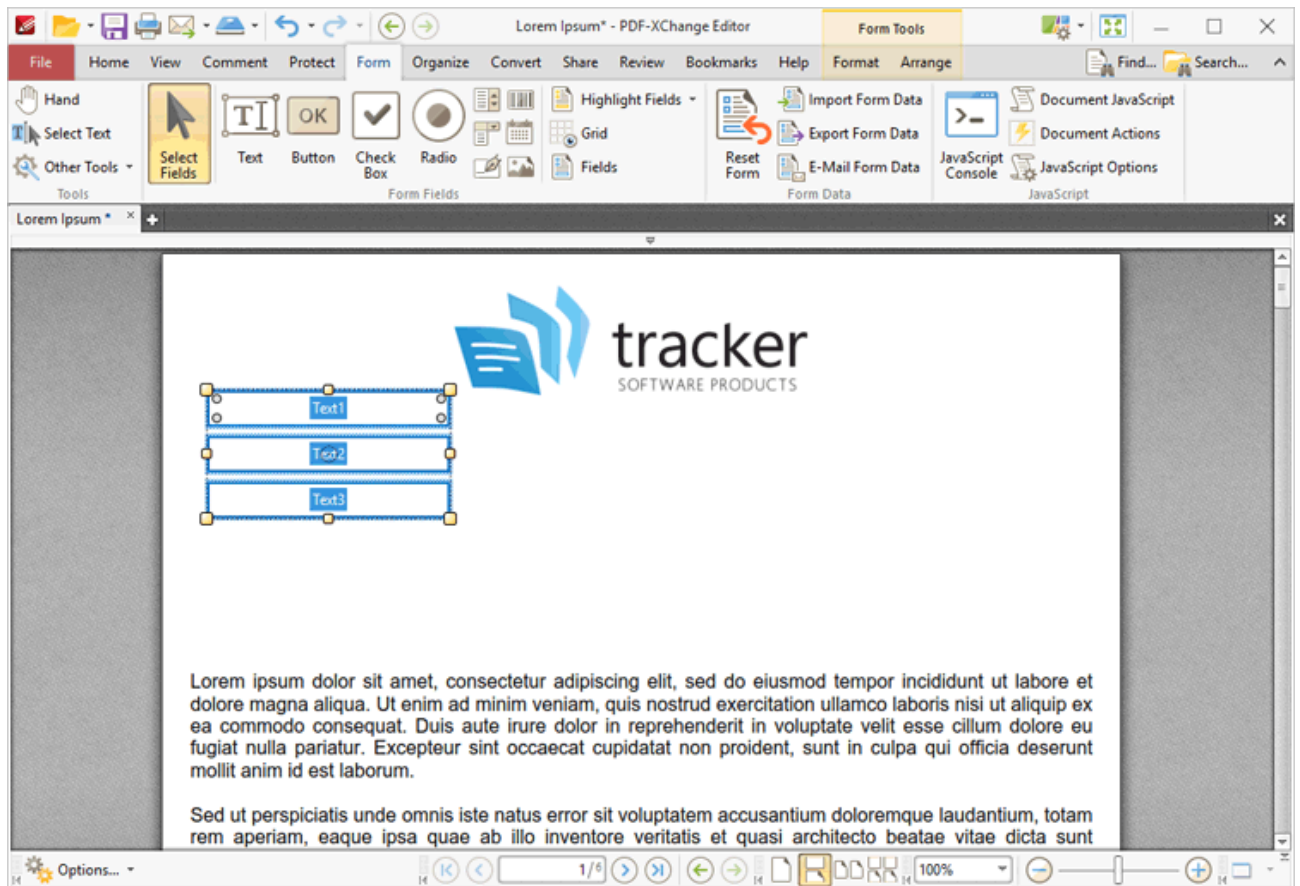 Lorem Ipsum* - PDF-XChange Editor
Form Tools
File Home View Comment Protect Form Organize Convert Share Review Bookmarks Help Format Arrange Find... Search...
Hand
Select Text
Other Tools
Tools
Select Fields
Text
OK
Button
Check Box
Radio
Highlight Fields
Grid
Fields
Form Fields
Reset Form
Import Form Data
Export Form Data
E-Mail Form Data
Form Data
JavaScript Console
Document JavaScript
Document Actions
JavaScript Options
JavaScript
Lorem Ipsum *
tracker
SOFTWARE PRODUCTS
Text1
Text2
Text3
Lorem ipsum dolor sit amet, consectetur adipiscing elit, sed do eiusmod tempor incididunt ut labore et
dolore magna aliqua. Ut enim ad minim veniam, quis nostrud exercitation ullamco laboris nisi ut aliquip ex
ea commodo consequat. Duis aute irure dolor in reprehenderit in voluptate velit esse cillum dolore eu
fugiat nulla pariatur. Excepteur sint occaecat cupidatat non proident, sunt in culpa qui officia deserunt
mollit anim id est laborum.
Sed ut perspiciatis unde omnis iste natus error sit voluptatem accusantium doloremque laudantium, totam
rem aperiam, eaque ipsa quae ab illo inventore veritatis et quasi architecto beatae vitae dicta sunt
Options...
1/6
100%